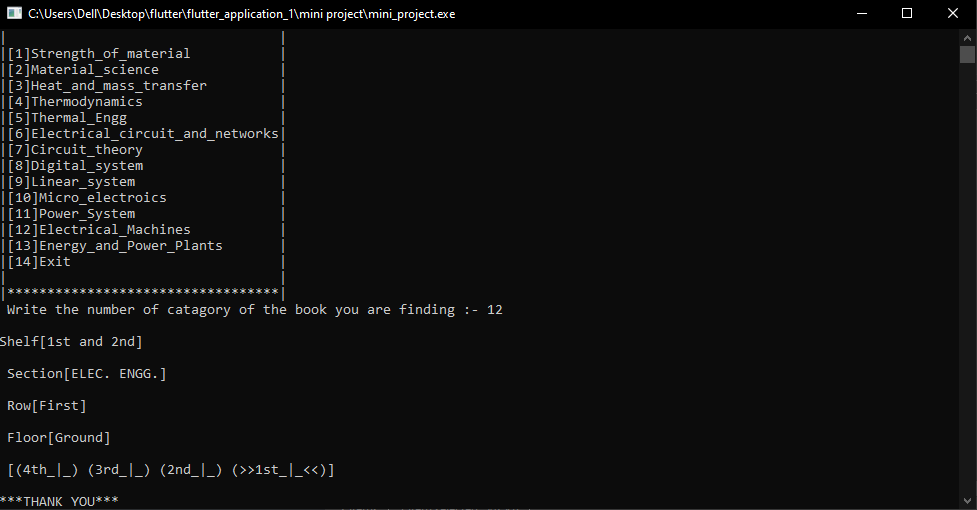 C:\Users\Dell\Desktop\flutter\flutter_application_1\mini project\mini_project.exe
| |
|[1]Strength_of_material |
|[2]Material_science |
|[3]Heat_and_mass_transfer |
|[4]Thermodynamics |
|[5]Thermal_Engg |
|[6]Electrical_circuit_and_networks|
|[7]Circuit_theory |
|[8]Digital_system |
|[9]Linear_system |
|[10]Micro_electroics |
|[11]Power_System |
|[12]Electrical_Machines |
|[13]Energy_and_Power_Plants |
|[14]Exit |
| |
|**********************************|
Write the number of catagory of the book you are finding :- 12
Shelf[1st and 2nd]
Section[ELEC. ENGG.]
Row[First]
Floor[Ground]
[(4th_|_) (3rd_|_) (2nd_|_) (>>1st_|_<<)]
***THANK YOU***